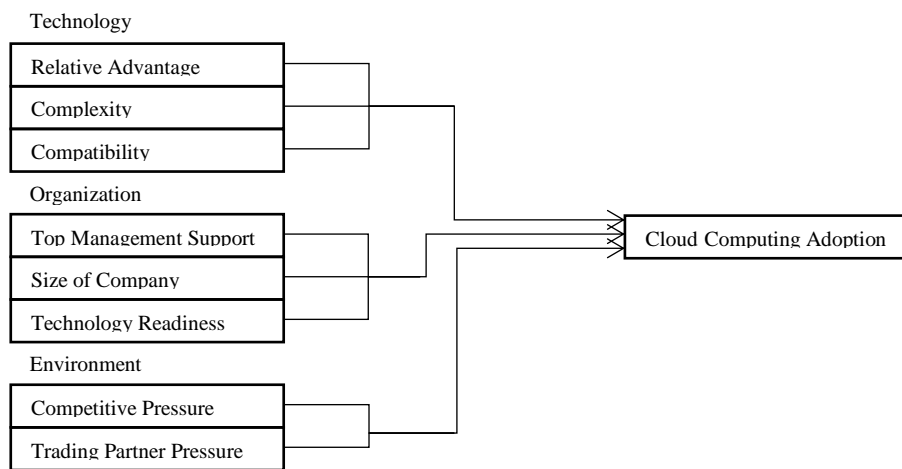 Technology
Relative Advantage
Complexity
Compatibility
Organization
Top Management Support
Size of Company
Technology Readiness
Environment
Competitive Pressure
Trading Partner Pressure
Cloud Computing Adoption